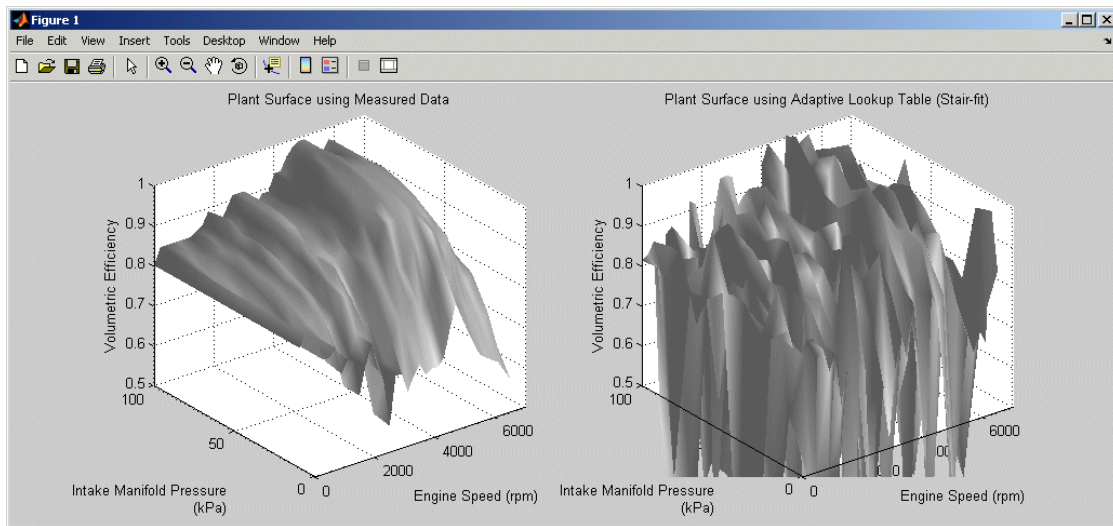 Figure 1
File Edit View Insert Tools Desktop Window Help
Plant Surface using Measured Data
1
0.9
0.8
0.7
0.6
0.5
100
50
0
0
2000
4000
6000
Volumetric Efficiency
Intake Manifold Pressure
(kPa)
Engine Speed (rpm)
Plant Surface using Adaptive Lookup Table (Stair-fit)
1
0.9
0.8
0.7
0.6
0.5
100
50
0
0
6000
Volumetric Efficiency
Intake Manifold Pressure
(kPa)
Engine Speed (rpm)